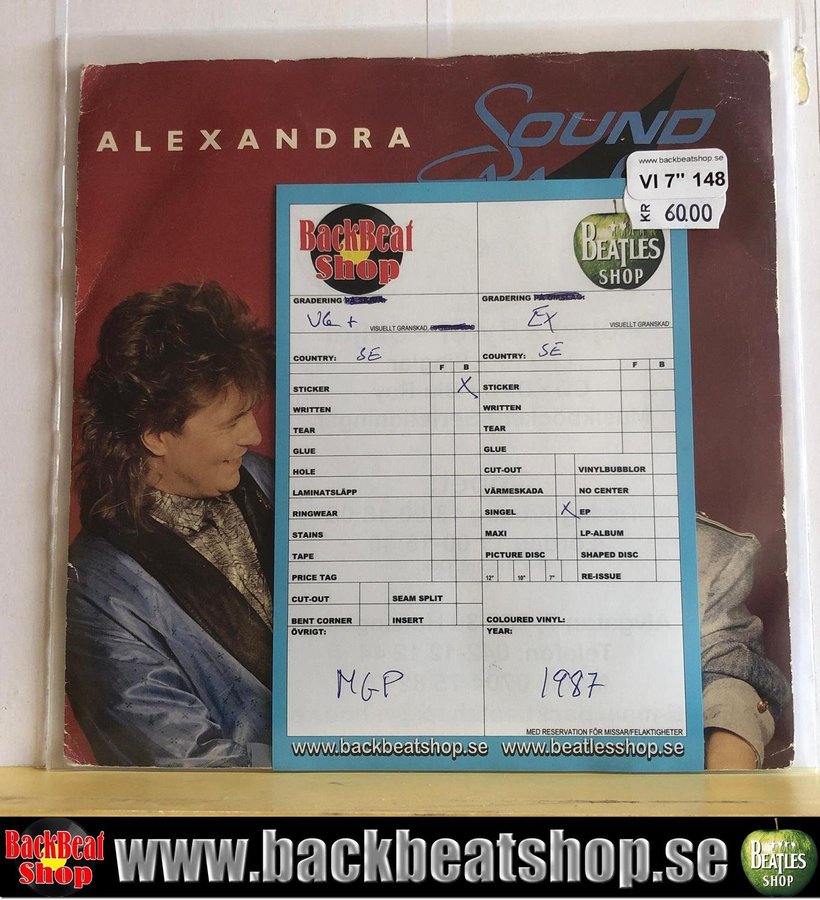 ALEXANDRA
SOUND
www.backbeatshop.se
VI 7" 148
KR 60.00
BackBeat
Shop
BEATLES
SHOP
GRADERING
GRADERING
VG +
VISUELLT GRANSKAD,
EX
VISUELLT GRANSKAD
COUNTRY: SE
COUNTRY: SE
F B
F B
STICKER X
STICKER
WRITTEN
WRITTEN
TEAR
TEAR
GLUE
GLUE
HOLE
CUT-OUT
VINYLBUBBLOR
LAMINATSLÄPP
VÄRMESKADA
NO CENTER
RINGWEAR
SINGEL X
EP
STAINS
MAXI
LP-ALBUM
TAPE
PICTURE DISC
SHAPED DISC
PRICE TAG
12" 10" 7"
RE-ISSUE
CUT-OUT
SEAM SPLIT
BENT CORNER
INSERT
COLOURED VINYL:
ÖVRIGT:
YEAR:
MGP
1987
MED RESERVATION FÖR MISSAR/FELAKTIGHETER
www.backbeatshop.se www.beatlesshop.se
BackBeat
Shop
www.backbeatshop.se
BEATLES
SHOP